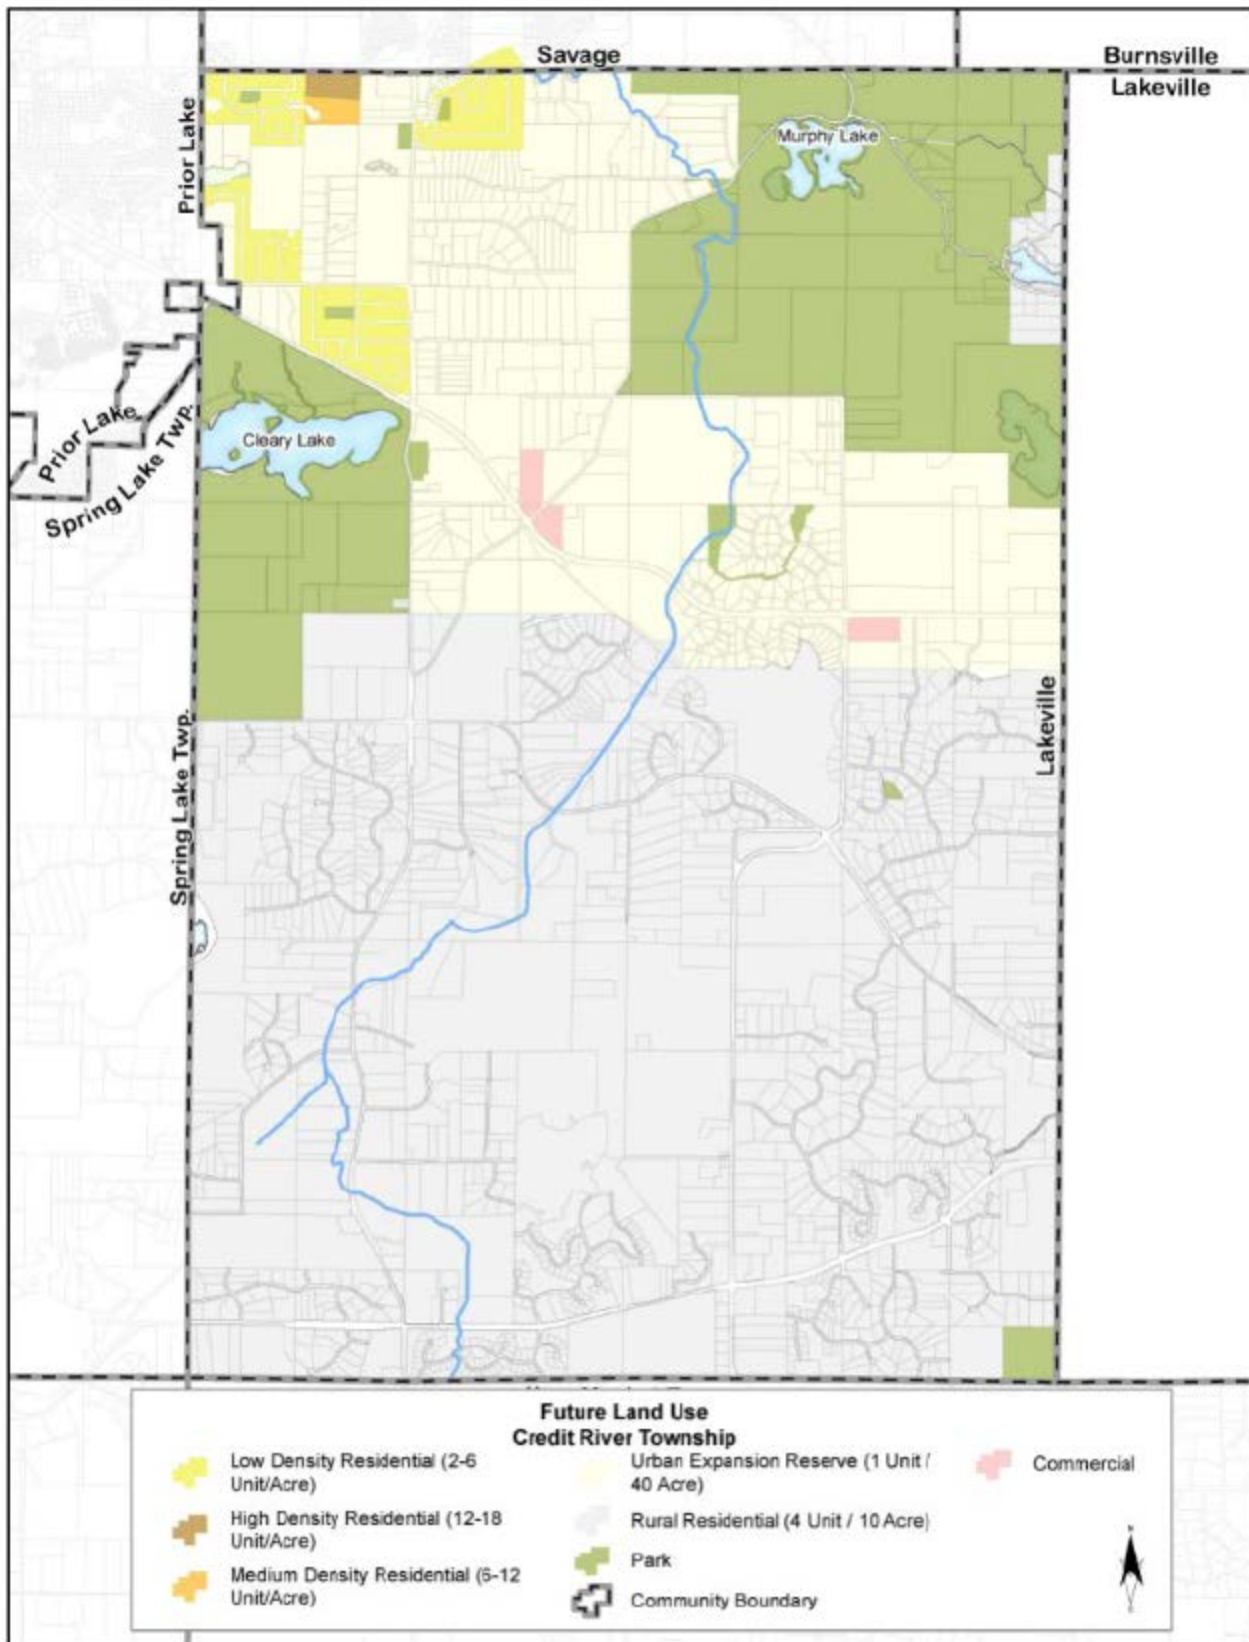 Savage
Burnsville
Lakeville
Prior Lake
Murphy Lake
Cleary Lake
Prior Lake
Spring Lake Twp.
Spring Lake Twp.
Lakeville
Future Land Use
Credit River Township
Low Density Residential (2-6
Unit/Acre)
High Density Residential (12-18
Unit/Acre)
Medium Density Residential (6-12
Unit/Acre)
Urban Expansion Reserve (1 Unit /
40 Acre)
Rural Residential (4 Unit / 10 Acre)
Park
Community Boundary
Commercial